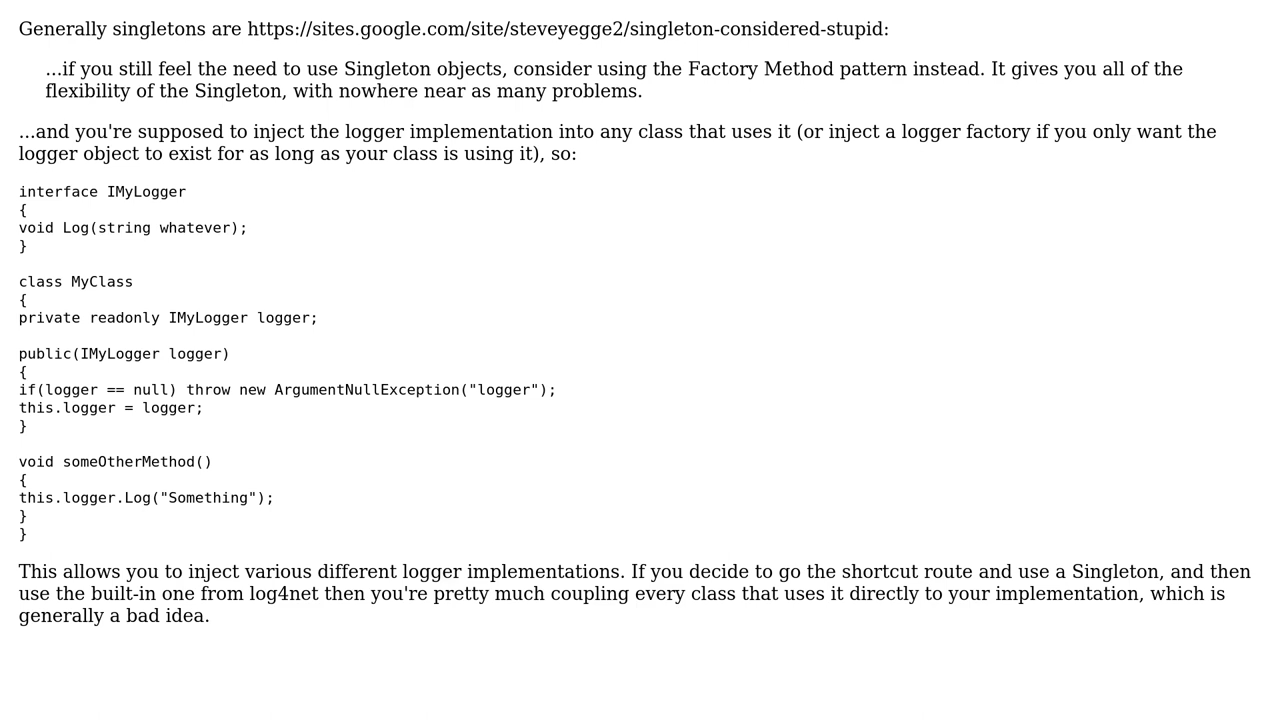 Generally singletons are https://sites.google.com/site/steveyegge2/singleton-considered-stupid:
...if you still feel the need to use Singleton objects, consider using the Factory Method pattern instead. It gives you all of the
flexibility of the Singleton, with nowhere near as many problems.
...and you're supposed to inject the logger implementation into any class that uses it (or inject a logger factory if you only want the
logger object to exist for as long as your class is using it), so:
interface IMyLogger
{
void Log(string whatever);
}
class MyClass
{
private readonly IMyLogger logger;
public(IMyLogger logger)
{
if(logger == null) throw new ArgumentNullException("logger");
this.logger = logger;
}
void someOtherMethod()
{
this.logger.Log("Something");
}
}
This allows you to inject various different logger implementations. If you decide to go the shortcut route and use a Singleton, and then
use the built-in one from log4net then you're pretty much coupling every class that uses it directly to your implementation, which is
generally a bad idea.